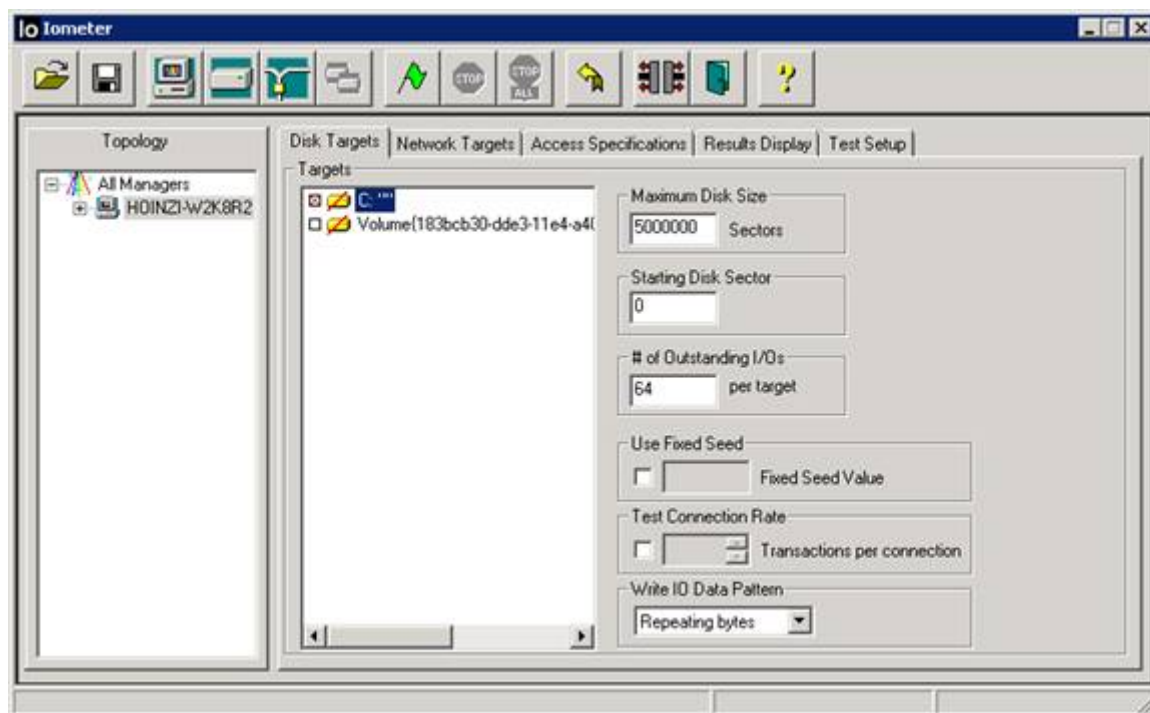 Iometer
STOP
STOP
ALL
Topology
All Managers
HOINZI-W2K8R2
Disk Targets Network Targets Access Specifications Results Display Test Setup
Targets
C: ""
Volume{183bcb30-dde3-11e4-a4
Maximum Disk Size
5000000 Sectors
Starting Disk Sector
0
# of Outstanding I/Os
64 per target
Use Fixed Seed
Fixed Seed Value
Test Connection Rate
Transactions per connection
Write IO Data Pattern
Repeating bytes